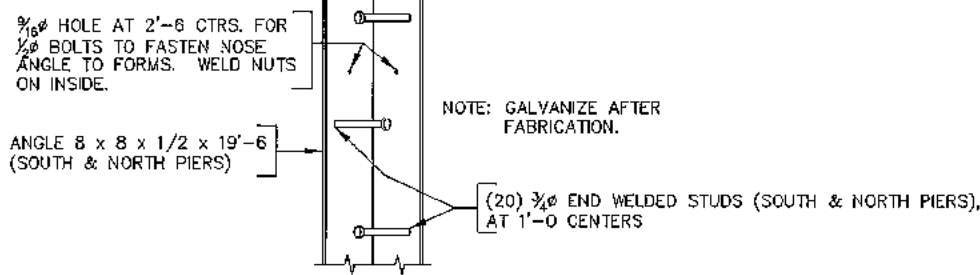 9/16ø HOLE AT 2'-6 CTRS. FOR
1/2ø BOLTS TO FASTEN NOSE
ANGLE TO FORMS. WELD NUTS
ON INSIDE.
NOTE: GALVANIZE AFTER
FABRICATION.
ANGLE 8 x 8 x 1/2 x 19'-6
(SOUTH & NORTH PIERS)
(20) 3/4ø END WELDED STUDS (SOUTH & NORTH PIERS),
AT 1'-0 CENTERS